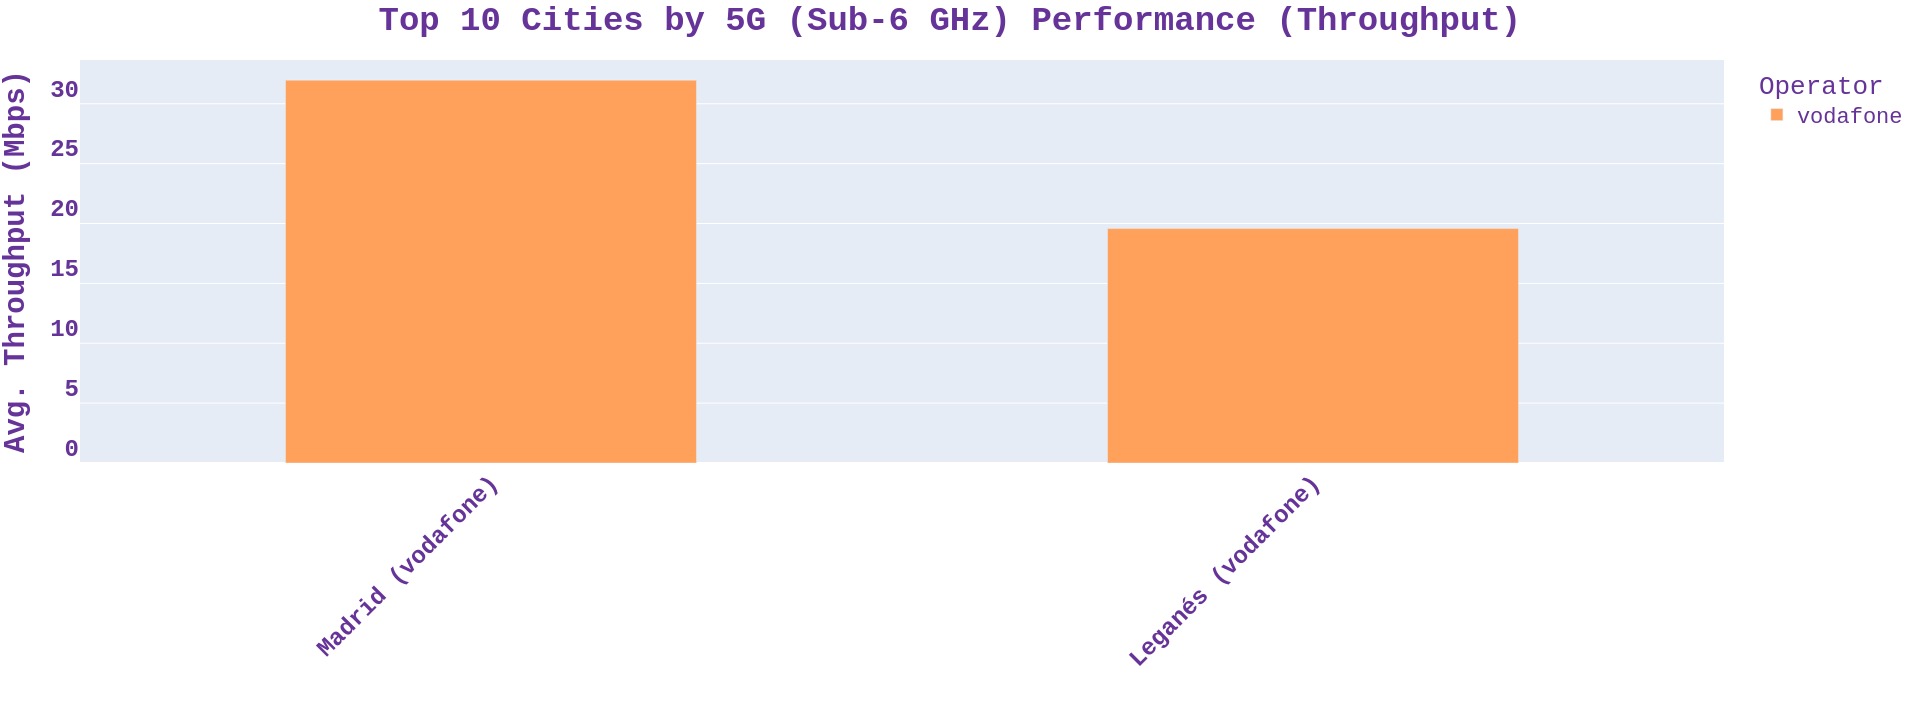 Top 10 Cities by 5G (Sub-6 GHz) Performance (Throughput)
Avg. Throughput (Mbps)
30
25
20
15
10
5
0
Madrid (vodafone)
Leganés (vodafone)
Operator
vodafone